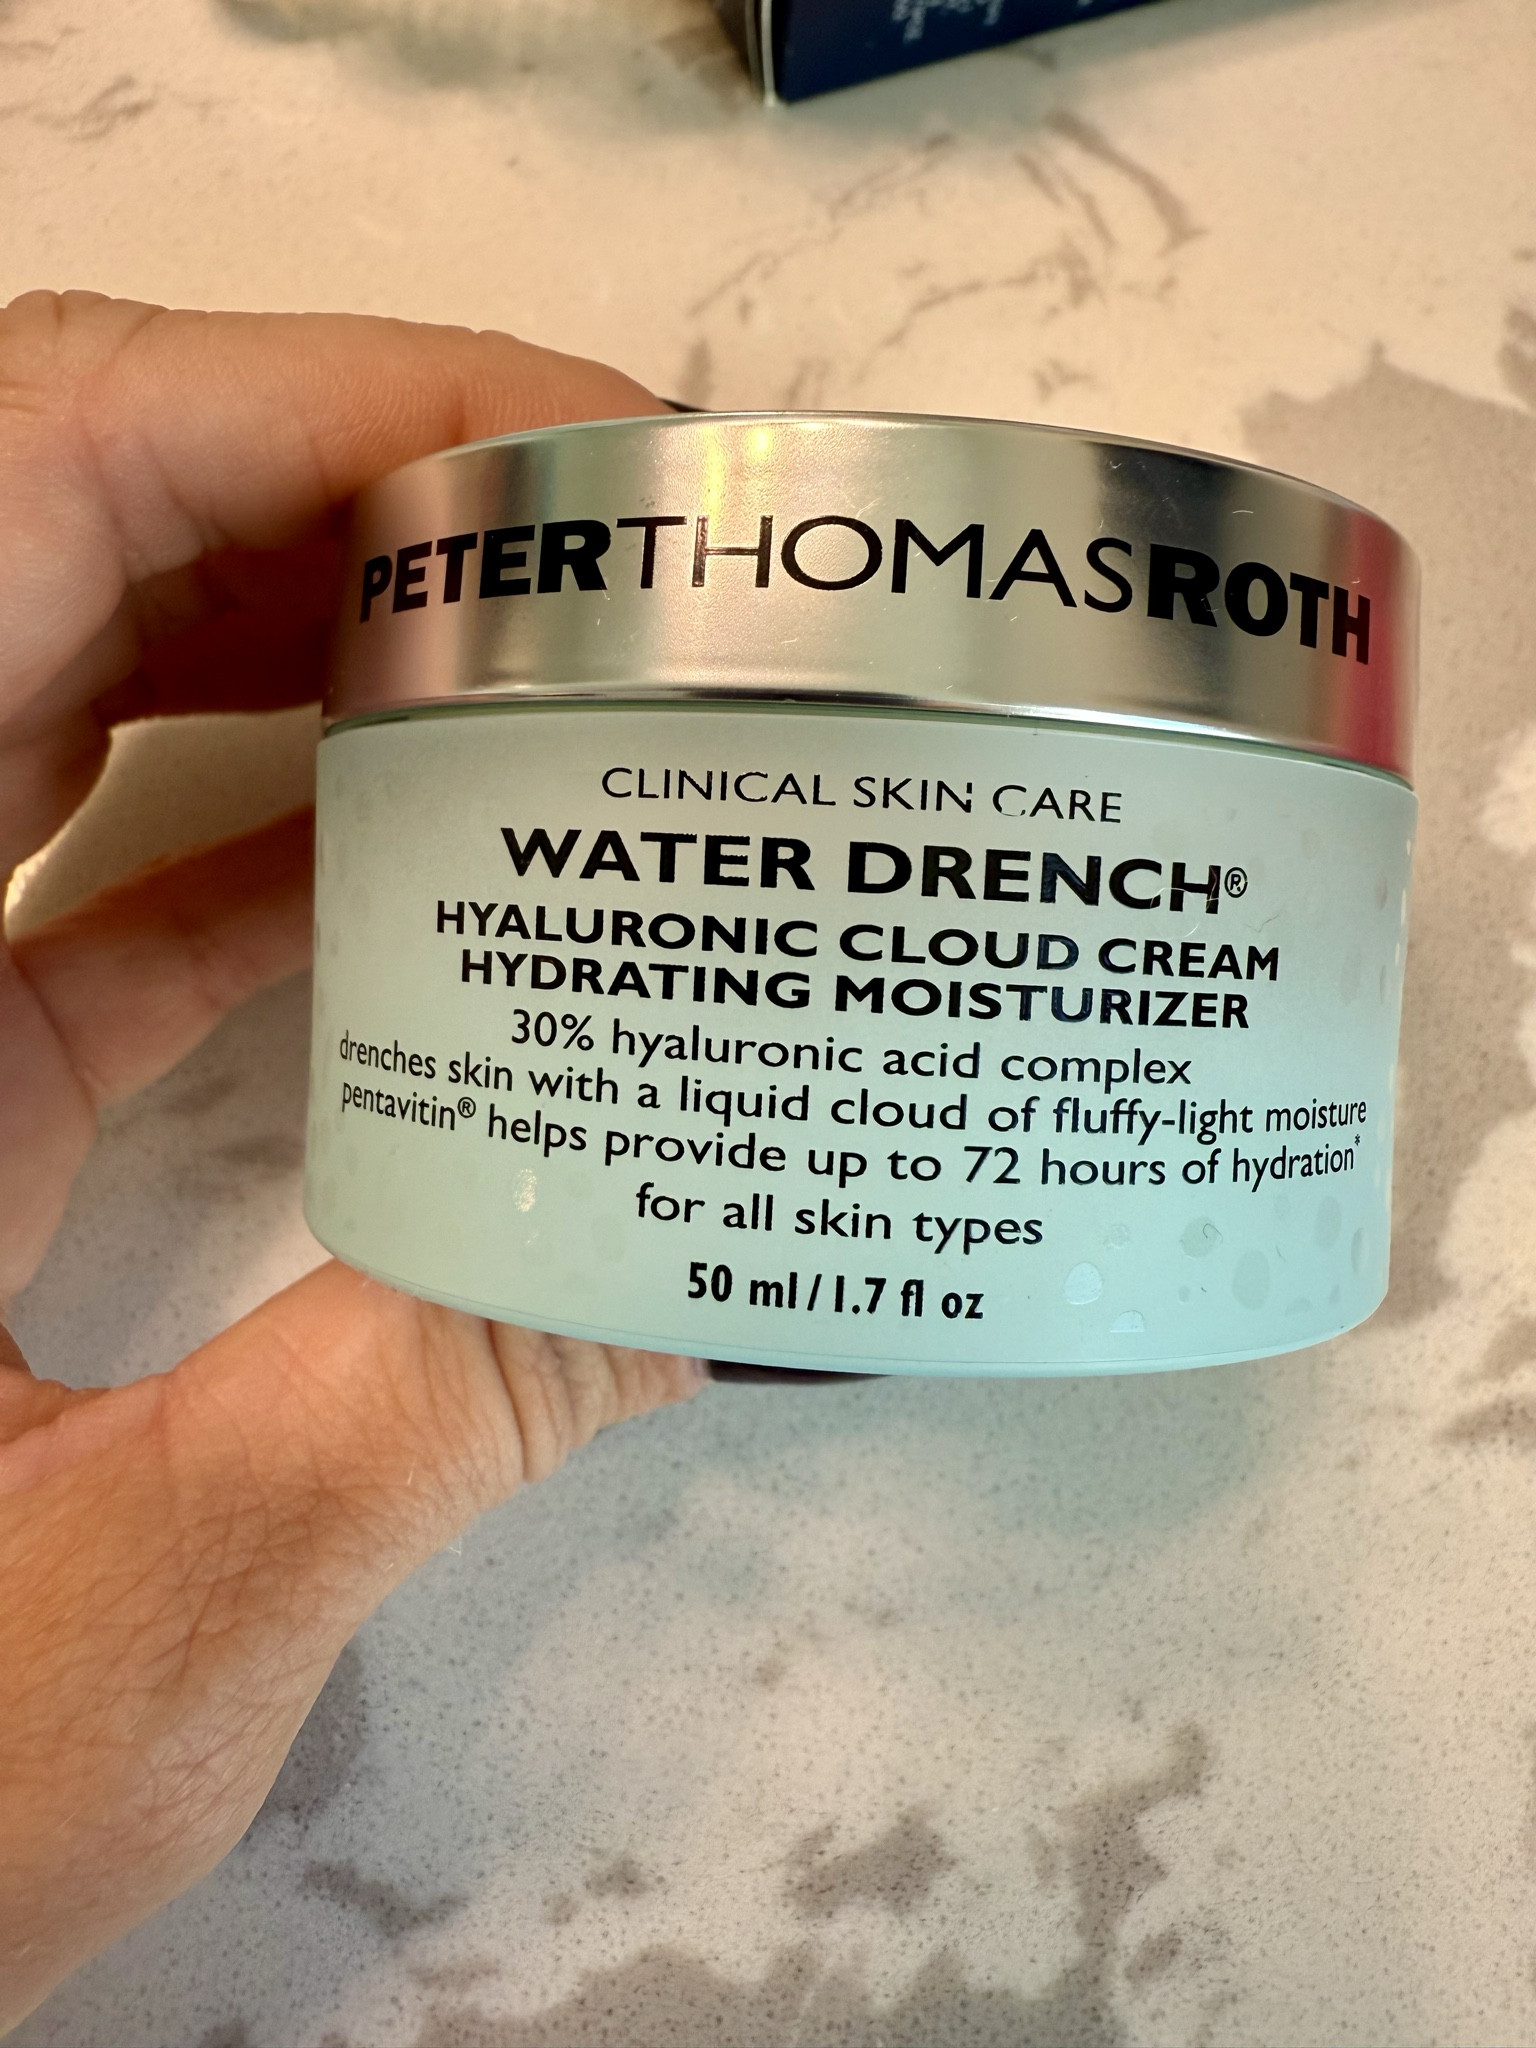 PETERTHOMASROTH
CLINICAL SKIN CARE
WATER DRENCH®
HYALURONIC CLOUD CREAM
HYDRATING MOISTURIZER
30% hyaluronic acid complex
drenches skin with a liquid cloud of fluffy-light moisture
pentavitin® helps provide up to 72 hours of hydration*
for all skin types
50 ml/1.7 fl oz